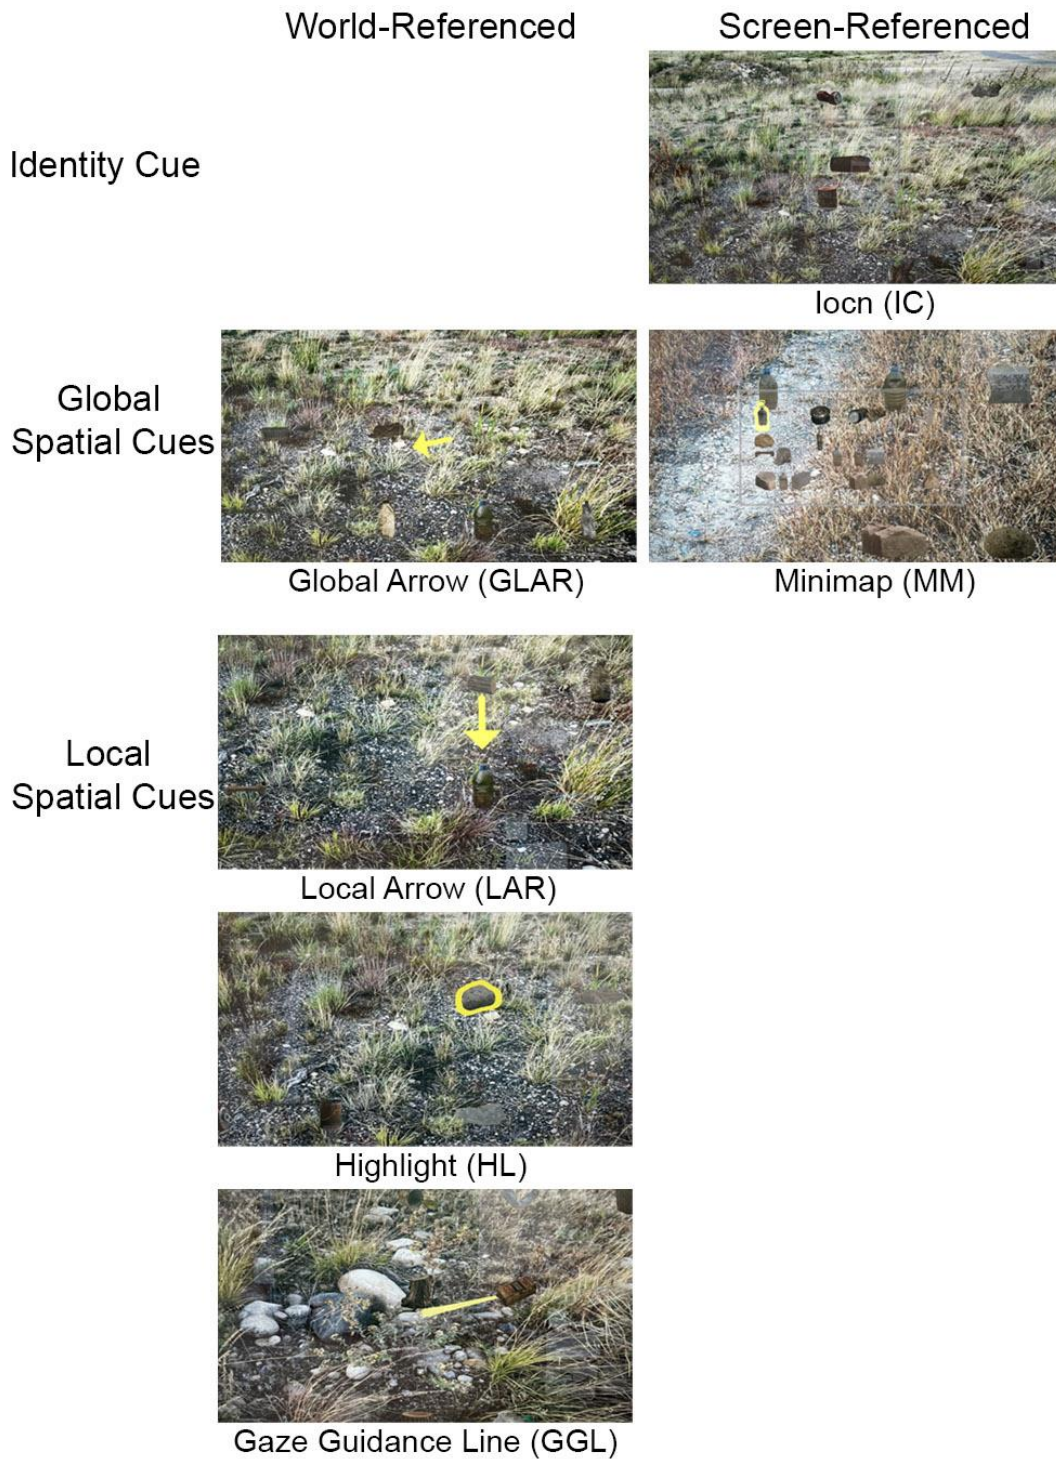 World-Referenced
Screen-Referenced
Identity Cue
Iocn (IC)
Global
Spatial Cues
Global Arrow (GLAR)
Minimap (MM)
Local
Spatial Cues
Local Arrow (LAR)
Highlight (HL)
Gaze Guidance Line (GGL)